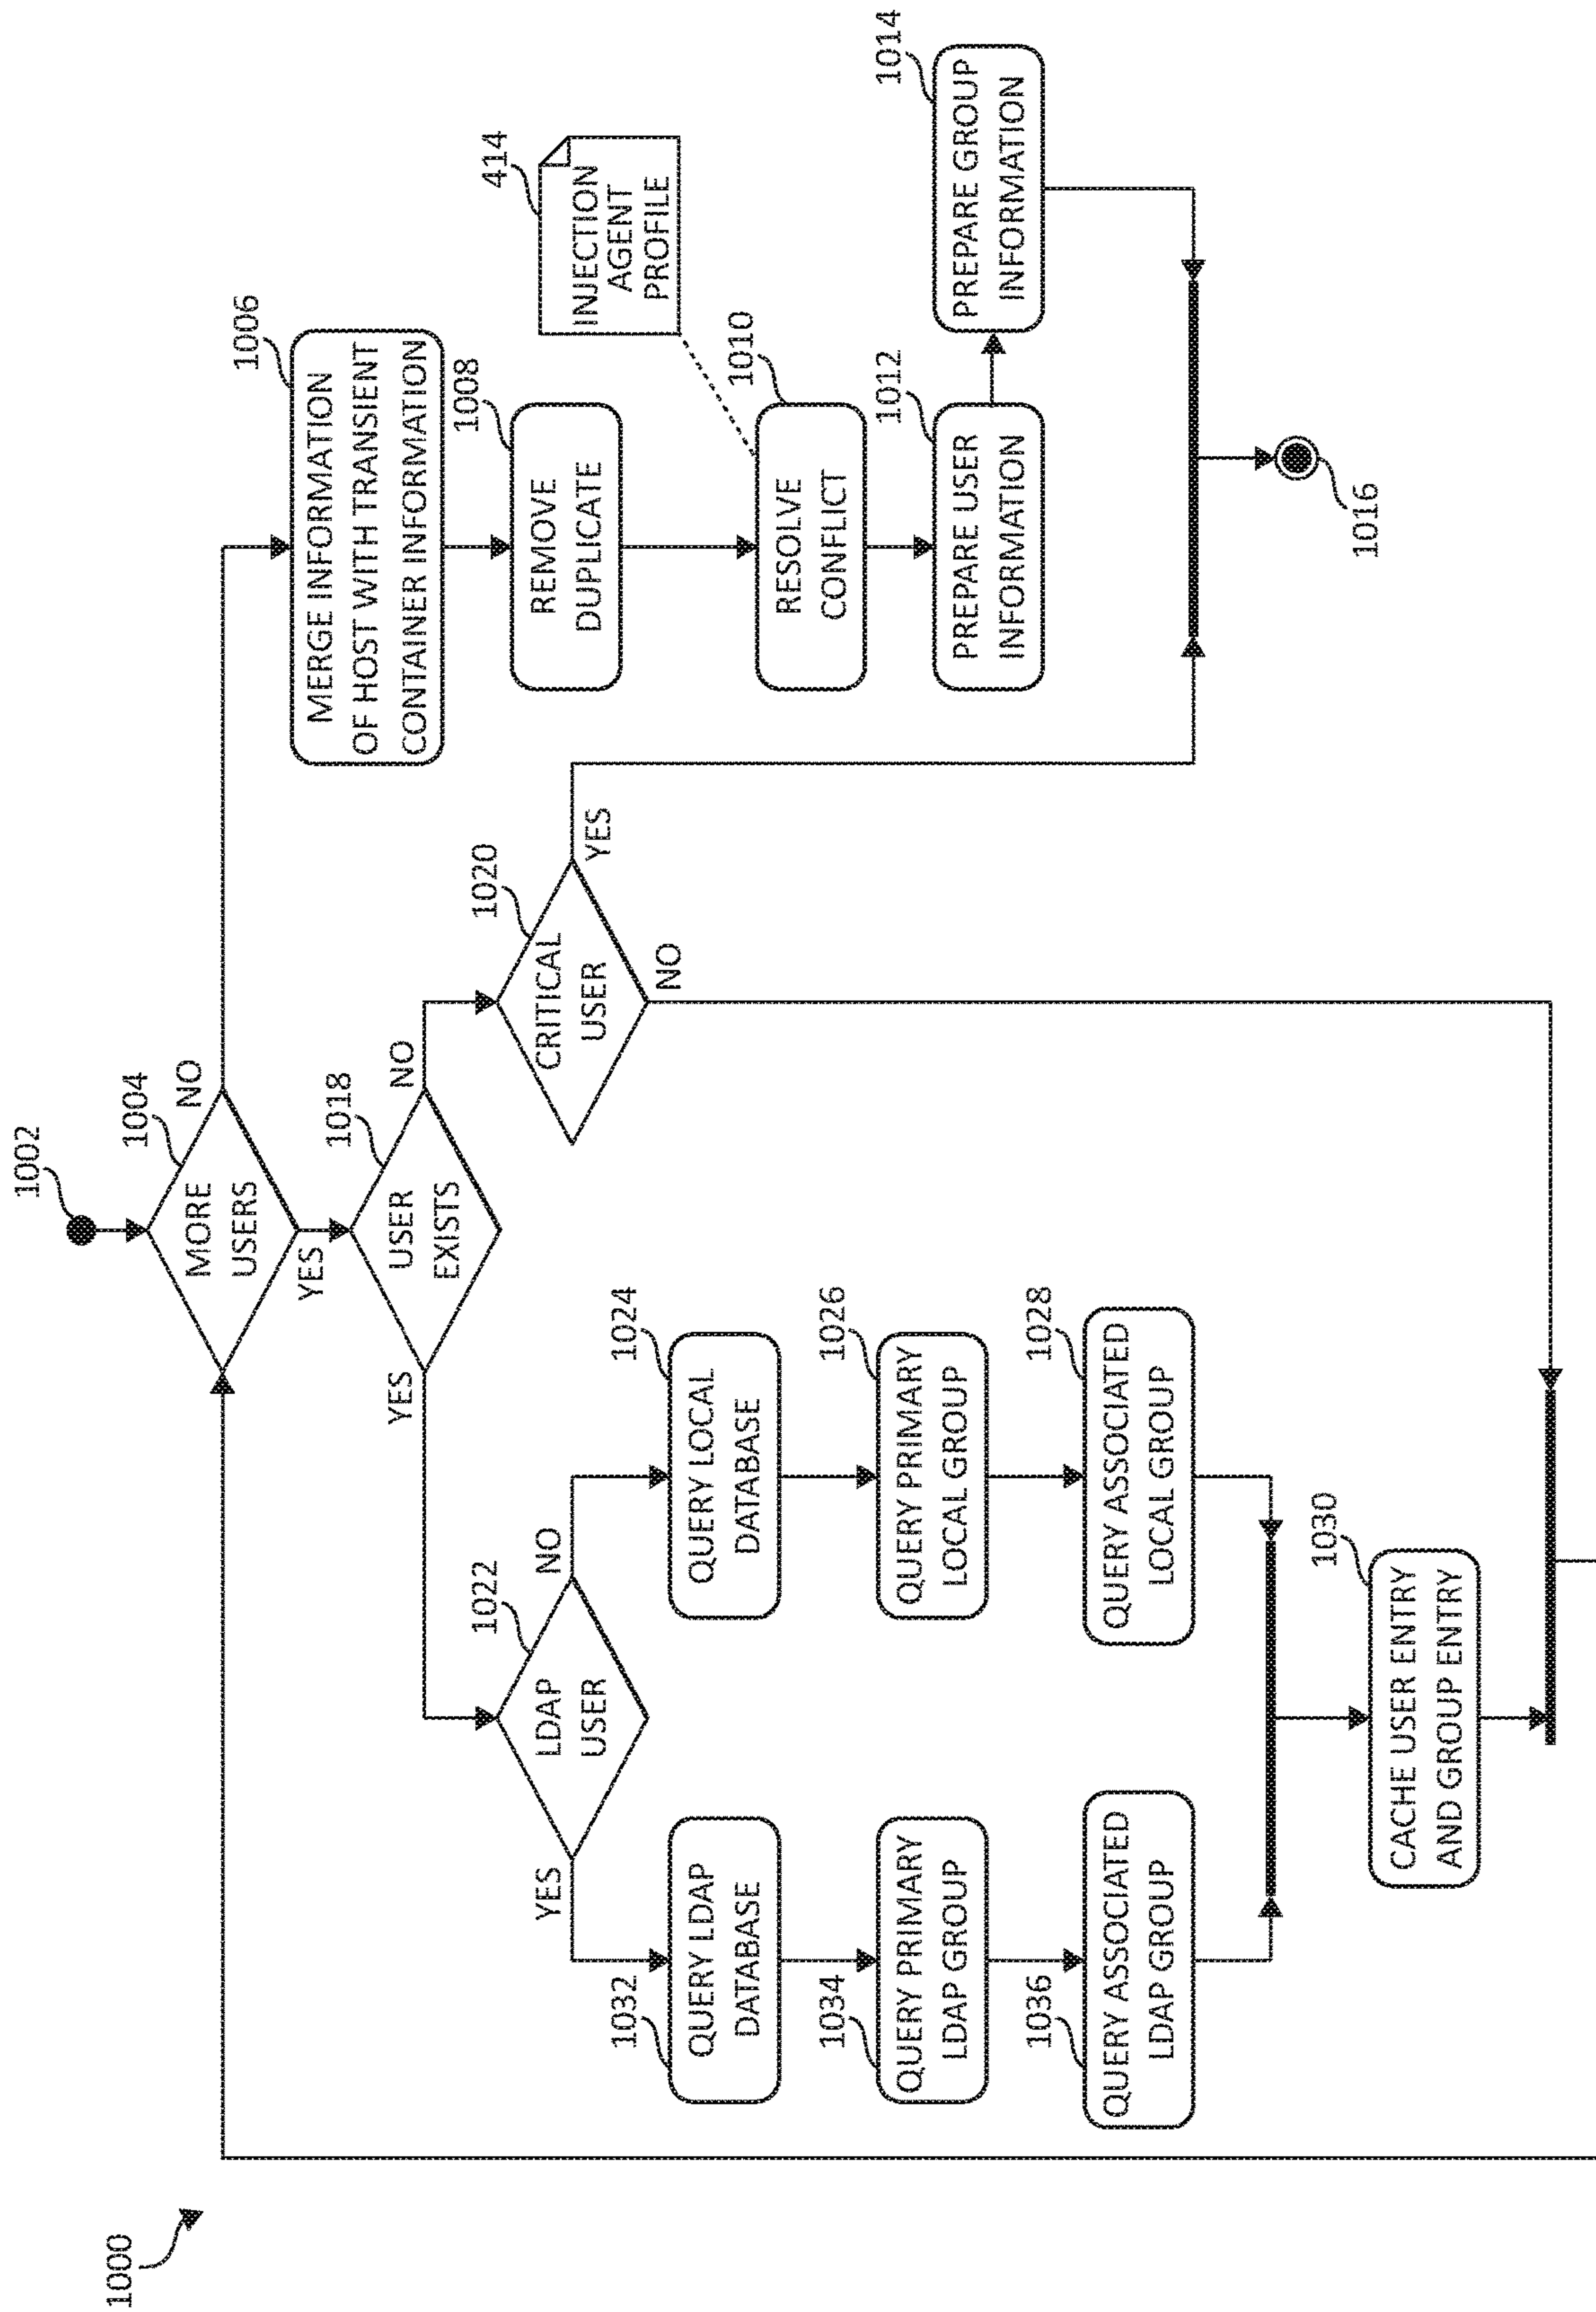 1000
1002
1004
MORE
USERS
NO
YES
1006
MERGE INFORMATION
OF HOST WITH TRANSIENT
CONTAINER INFORMATION
1008
REMOVE
DUPLICATE
414
INJECTION
AGENT
PROFILE
1010
RESOLVE
CONFLICT
1012
PREPARE USER
INFORMATION
1014
PREPARE GROUP
INFORMATION
1016
1018
USER
EXISTS
YES
NO
1020
CRITICAL
USER
YES
NO
1022
LDAP
USER
YES
NO
1024
QUERY LOCAL
DATABASE
1026
QUERY PRIMARY
LOCAL GROUP
1028
QUERY ASSOCIATED
LOCAL GROUP
1032
QUERY LDAP
DATABASE
1034
QUERY PRIMARY
LDAP GROUP
1036
QUERY ASSOCIATED
LDAP GROUP
1030
CACHE USER ENTRY
AND GROUP ENTRY